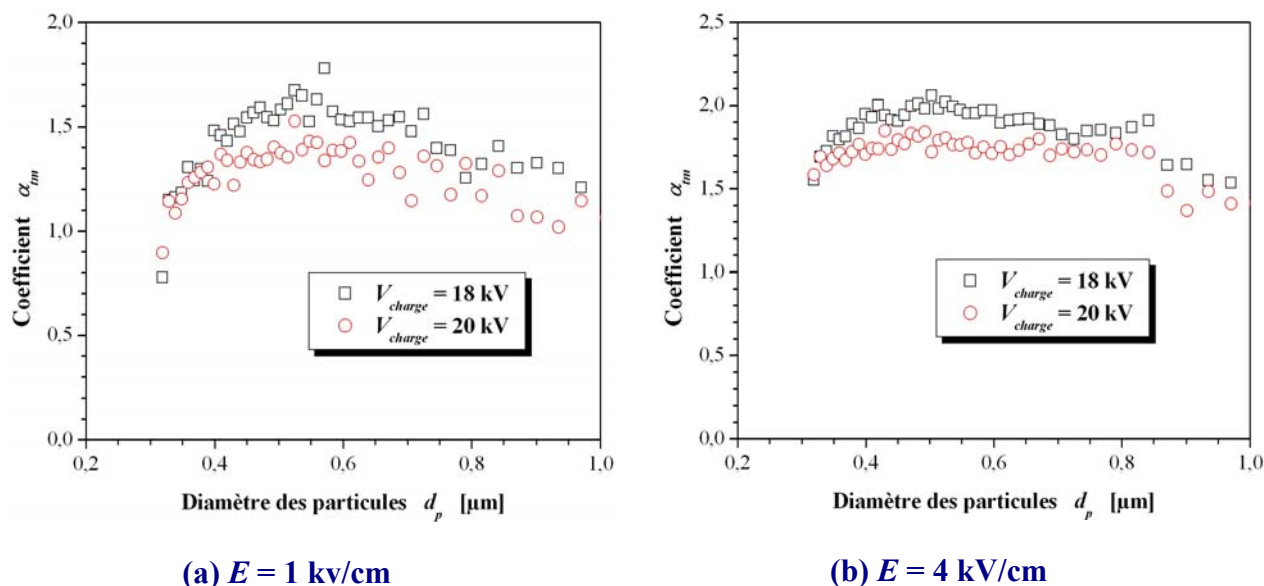 2,0
1,5
1,0
0,5
0,0
0,2 0,4 0,6 0,8 1,0
Coefficient α_tm
Diamètre des particules d_p [µm]
V_charge = 18 kV
V_charge = 20 kV
(a) E = 1 kv/cm
2,5
2,0
1,5
1,0
0,5
0,0
0,2 0,4 0,6 0,8 1,0
Coefficient α_tm
Diamètre des particules d_p [µm]
V_charge = 18 kV
V_charge = 20 kV
(b) E = 4 kV/cm